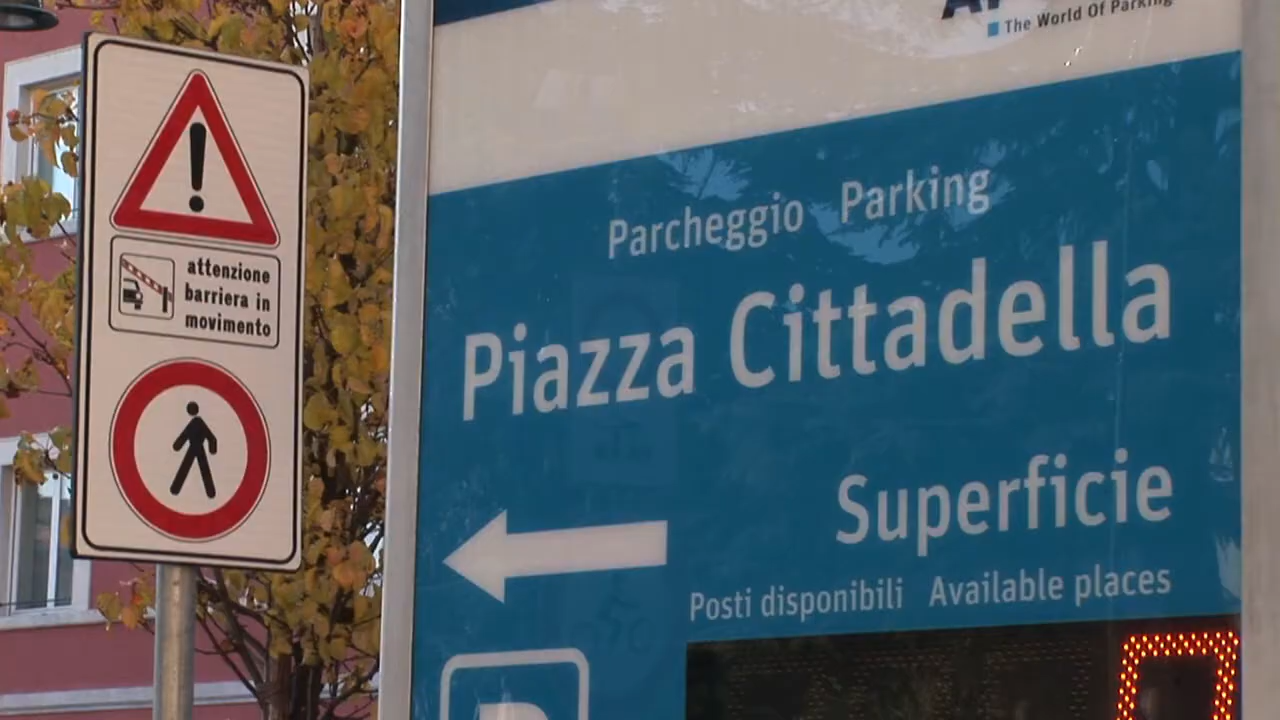 attenzione
barriera in
movimento
The World Of Parking
Parcheggio Parking
Piazza Cittadella
Superficie
Posti disponibili Available places
P